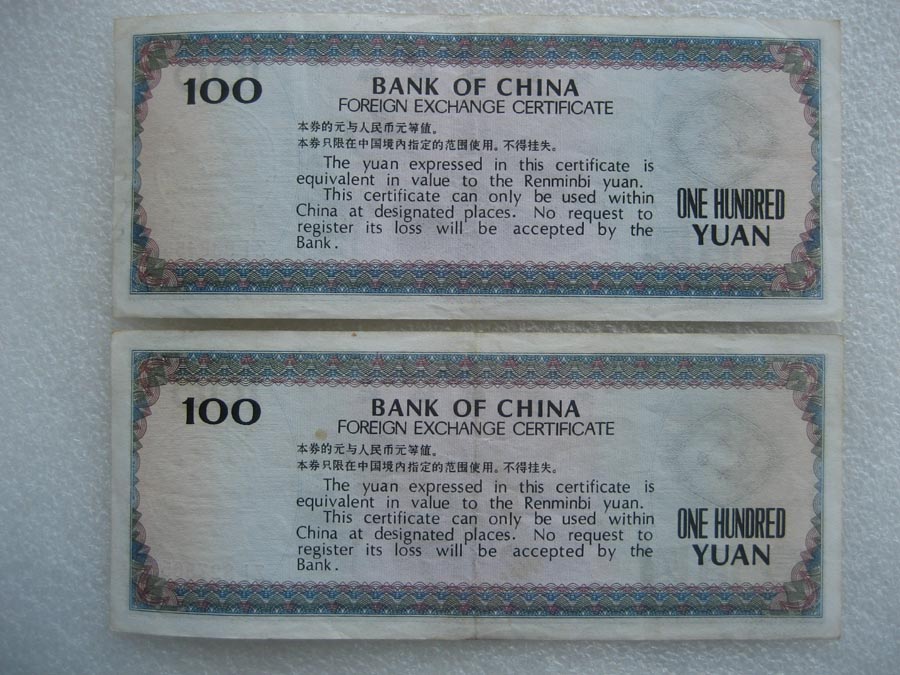 100
BANK OF CHINA
FOREIGN EXCHANGE CERTIFICATE
本券的元与人民币元等值。
本券只限在中国境内指定的范围使用。不得挂失。
The yuan expressed in this certificate is
equivalent in value to the Renminbi yuan.
This certificate can only be used within
China at designated places. No request to
register its loss will be accepted by the
Bank.
ONE HUNDRED
YUAN
100
BANK OF CHINA
FOREIGN EXCHANGE CERTIFICATE
本券的元与人民币元等值。
本券只限在中国境内指定的范围使用。不得挂失。
The yuan expressed in this certificate is
equivalent in value to the Renminbi yuan.
This certificate can only be used within
China at designated places. No request to
register its loss will be accepted by the
Bank.
ONE HUNDRED
YUAN